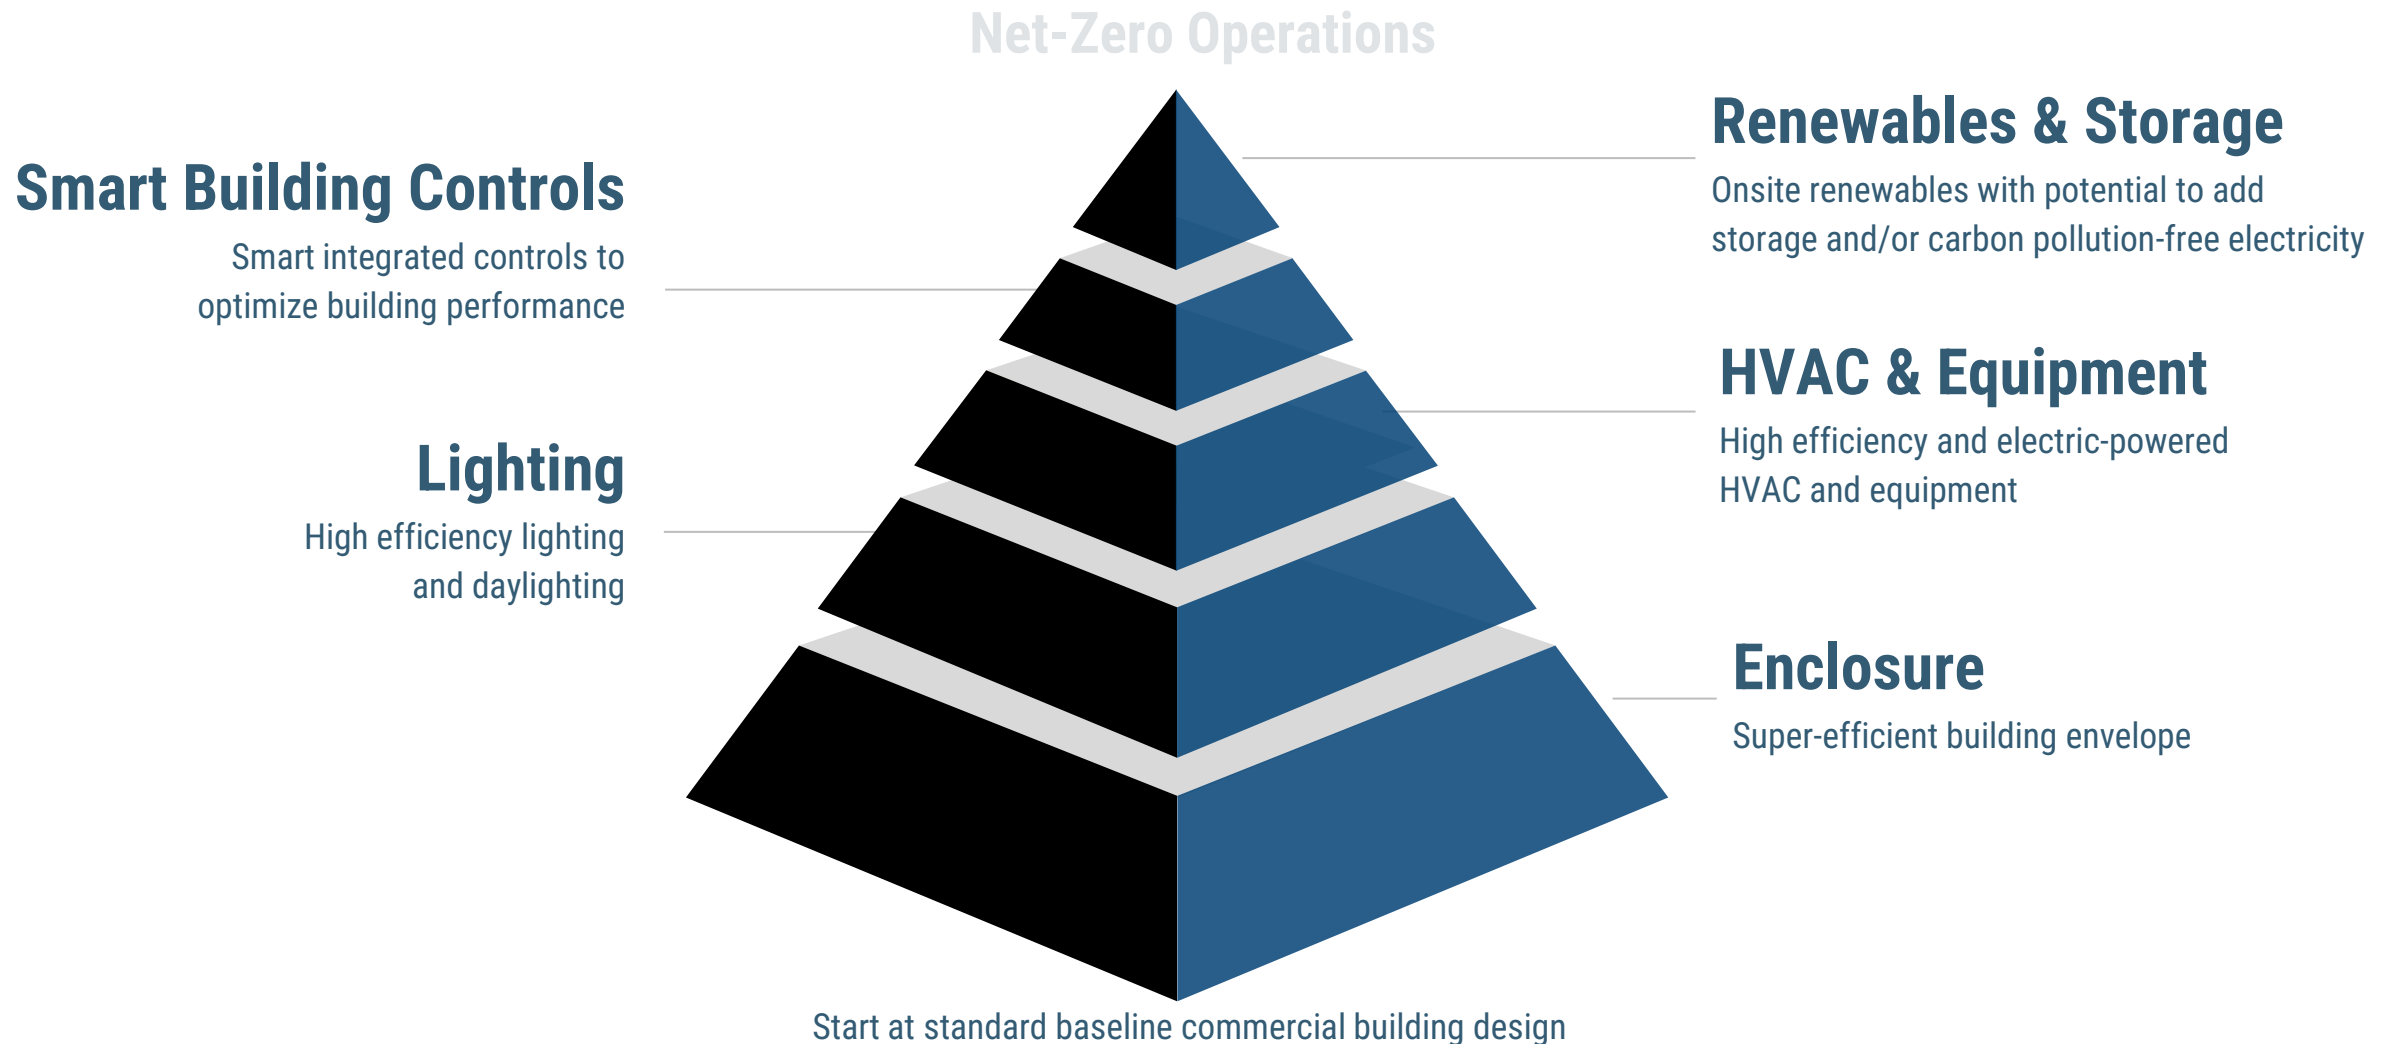 Net-Zero Operations
Renewables & Storage
Onsite renewables with potential to add
storage and/or carbon pollution-free electricity
Smart Building Controls
Smart integrated controls to
optimize building performance
HVAC & Equipment
High efficiency and electric-powered
HVAC and equipment
Lighting
High efficiency lighting
and daylighting
Enclosure
Super-efficient building envelope
Start at standard baseline commercial building design